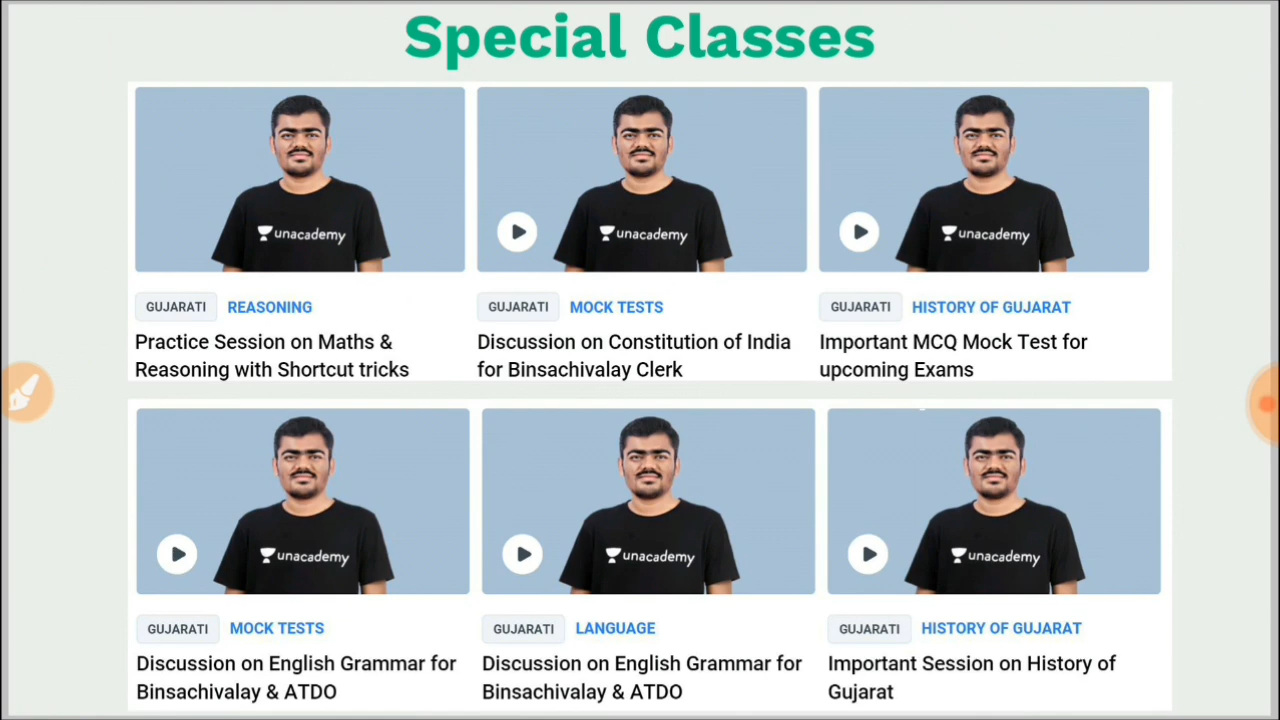 Special Classes
unacademy unacademy unacademy
GUJARATI REASONING GUJARATI MOCK TESTS GUJARATI HISTORY OF GUJARAT
Practice Session on Maths & Discussion on Constitution of India Important MCQ Mock Test for
Reasoning with Shortcut tricks for Binsachivalay Clerk upcoming Exams
unacademy unacademy unacademy
GUJARATI MOCK TESTS GUJARATI LANGUAGE GUJARATI HISTORY OF GUJARAT
Discussion on English Grammar for Discussion on English Grammar for Important Session on History of
Binsachivalay & ATDO Binsachivalay & ATDO Gujarat